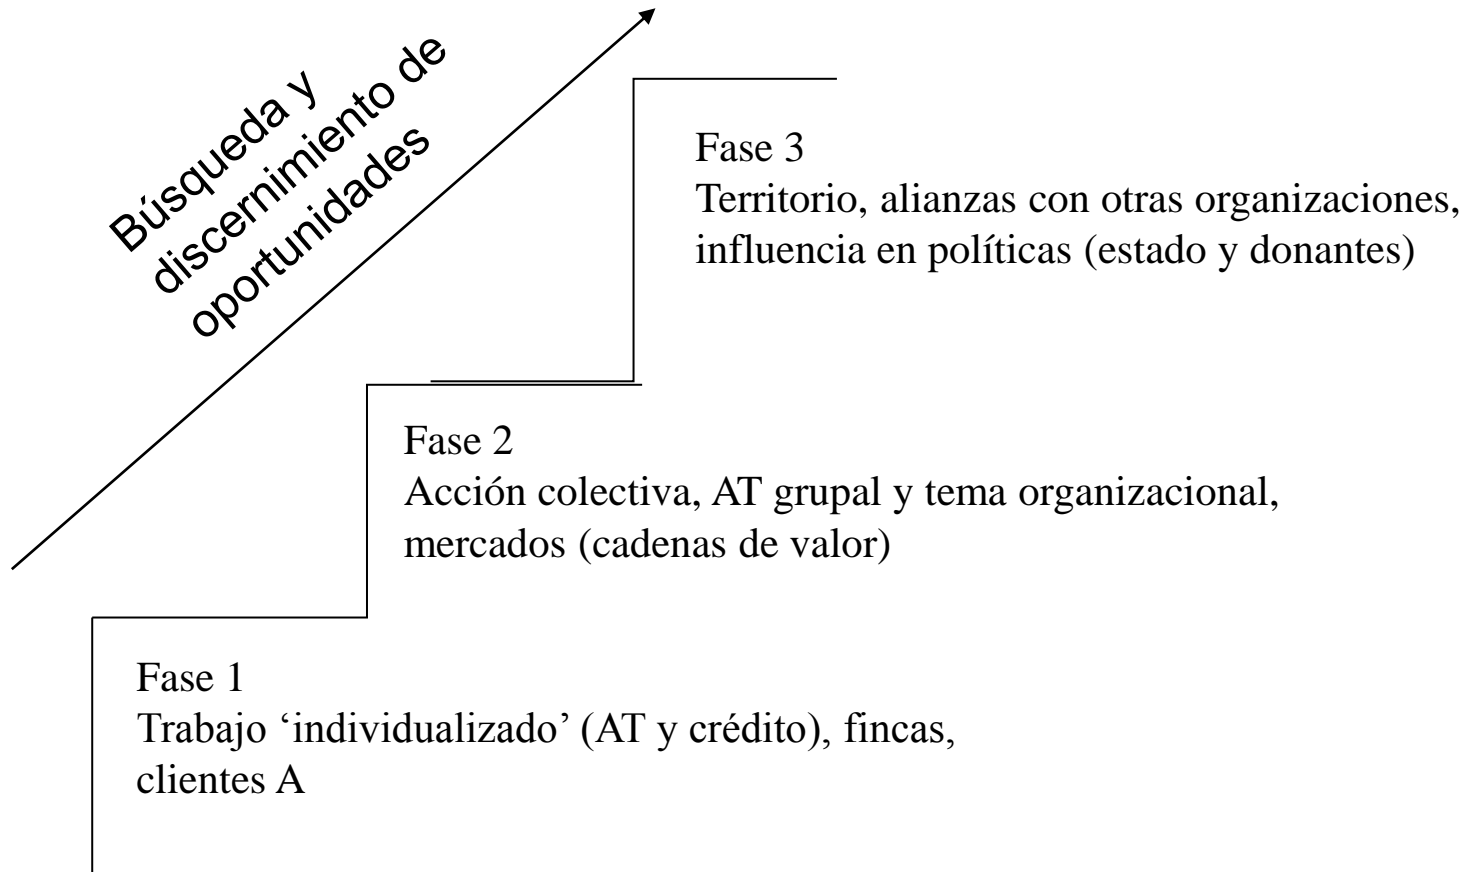 Búsqueda y
discernimiento de
oportunidades
Fase 3
Territorio, alianzas con otras organizaciones,
influencia en políticas (estado y donantes)
Fase 2
Acción colectiva, AT grupal y tema organizacional,
mercados (cadenas de valor)
Fase 1
Trabajo ‘individualizado’ (AT y crédito), fincas,
clientes A